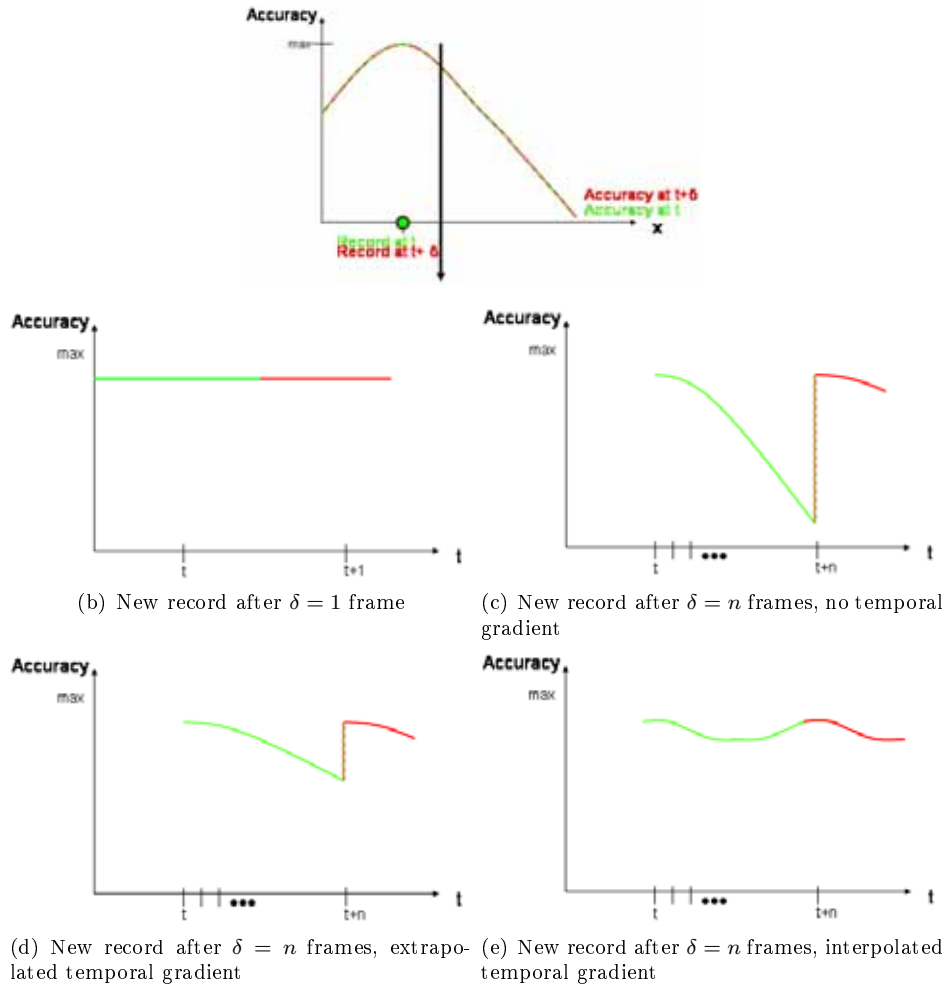 Accuracy
max
Accuracy at t+δ
Accuracy at t
x
Record at t
Record at t+ δ
Accuracy
max
t
t+1
t
(b) New record after δ = 1 frame
Accuracy
max
t
•••
t+n
t
(c) New record after δ = n frames, no temporal
gradient
Accuracy
max
t
•••
t+n
t
(d) New record after δ = n frames, extrapo-
lated temporal gradient
Accuracy
max
t
•••
t+n
t
(e) New record after δ = n frames, interpolated
temporal gradient